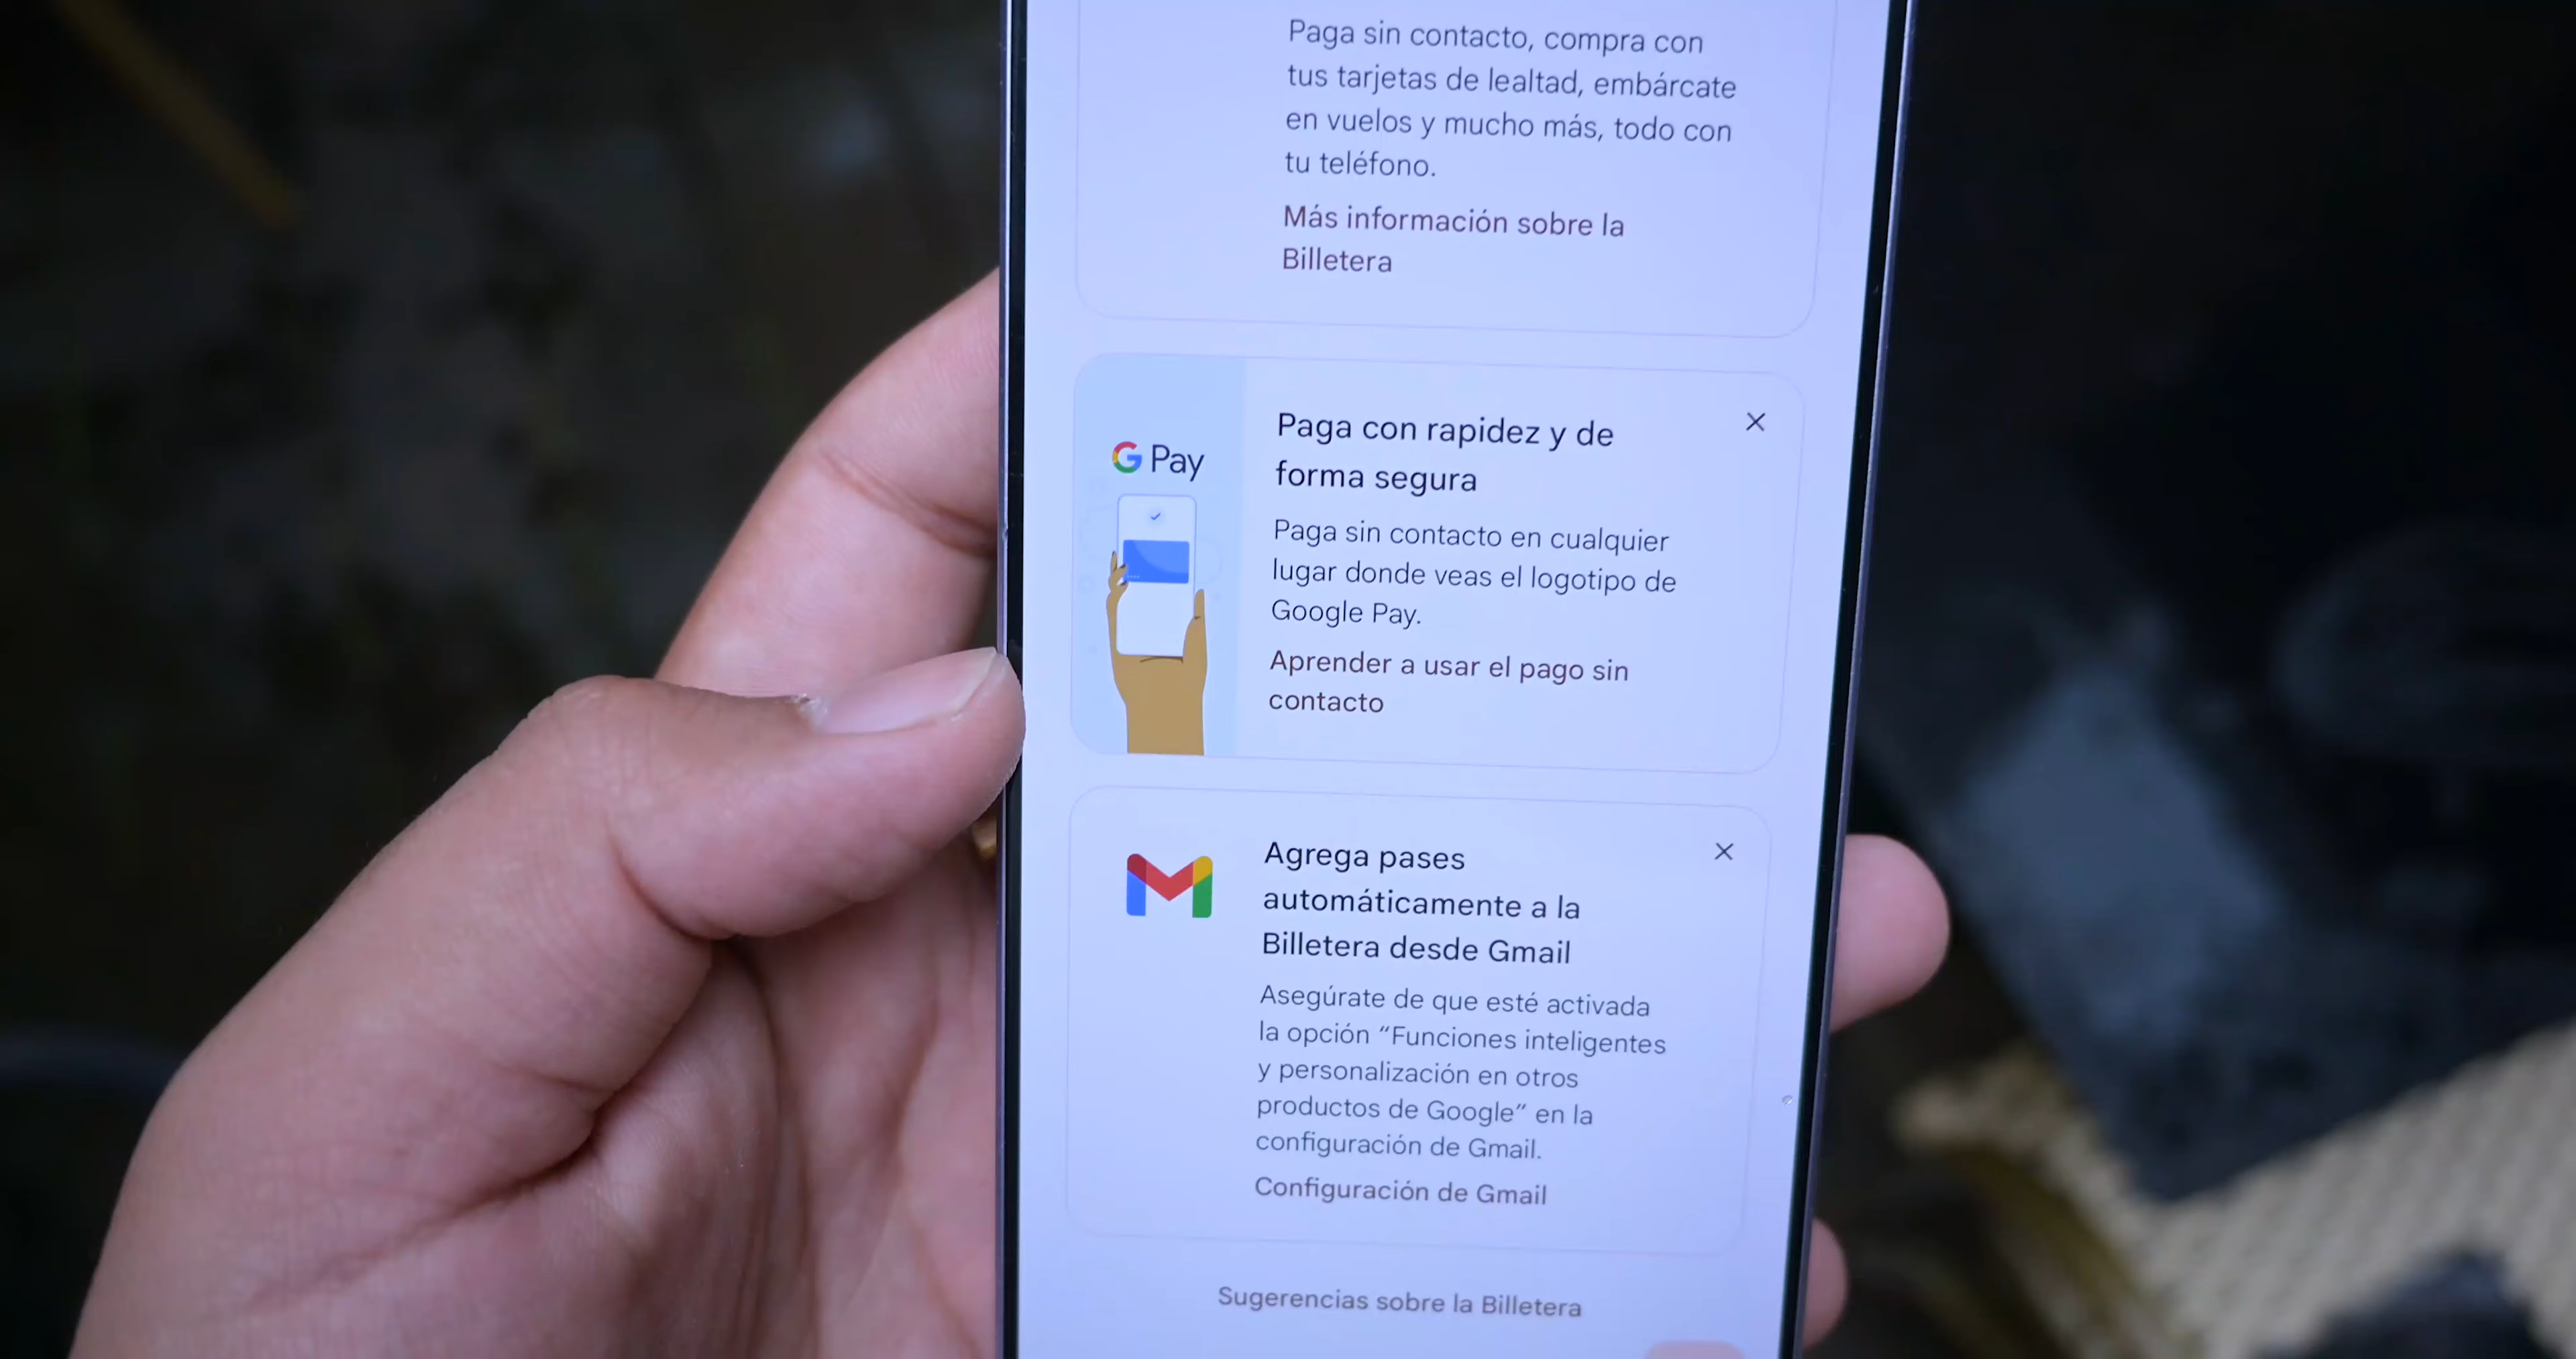 Paga sin contacto, compra con
tus tarjetas de lealtad, embárcate
en vuelos y mucho más, todo con
tu teléfono.
Más información sobre la
Billetera
G Pay
Paga con rapidez y de
forma segura
Paga sin contacto en cualquier
lugar donde veas el logotipo de
Google Pay.
Aprender a usar el pago sin
contacto
Agrega pases
automáticamente a la
Billetera desde Gmail
Asegúrate de que esté activada
la opción “Funciones inteligentes
y personalización en otros
productos de Google” en la
configuración de Gmail.
Configuración de Gmail
Sugerencias sobre la Billetera